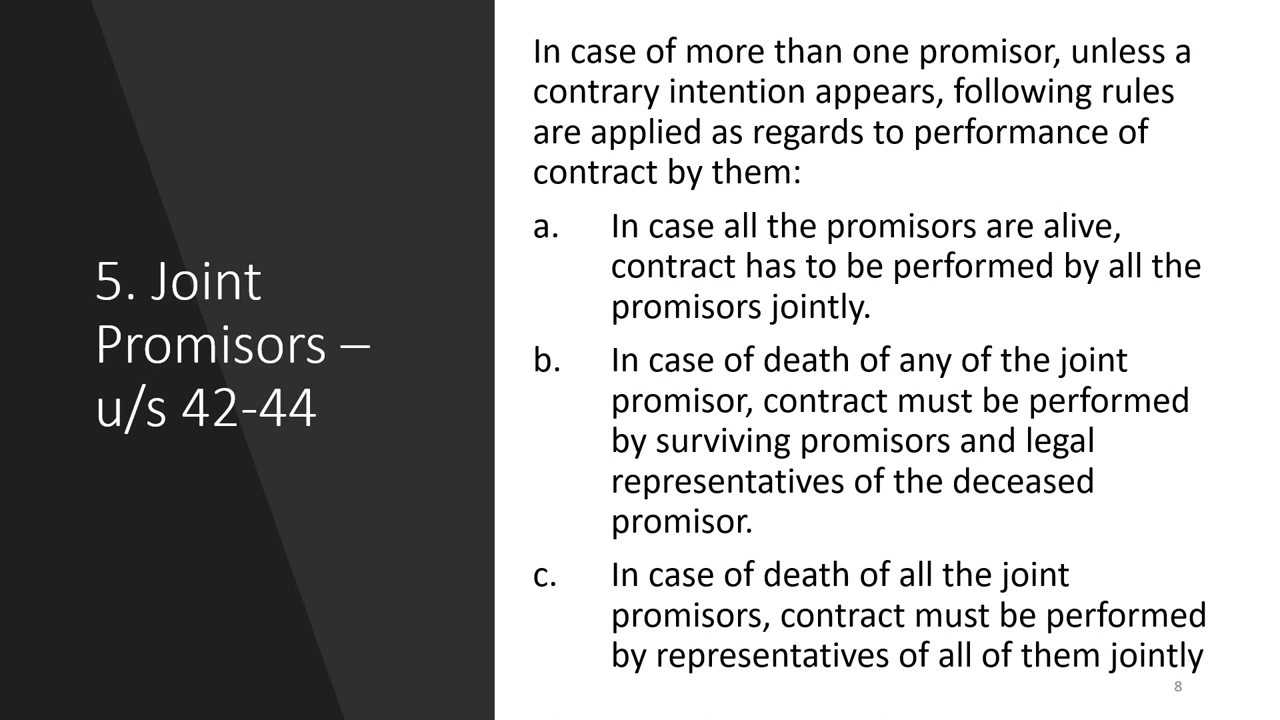 5. Joint
Promisors –
u/s 42-44
In case of more than one promisor, unless a
contrary intention appears, following rules
are applied as regards to performance of
contract by them:
a. In case all the promisors are alive,
contract has to be performed by all the
promisors jointly.
b. In case of death of any of the joint
promisor, contract must be performed
by surviving promisors and legal
representatives of the deceased
promisor.
c. In case of death of all the joint
promisors, contract must be performed
by representatives of all of them jointly
8